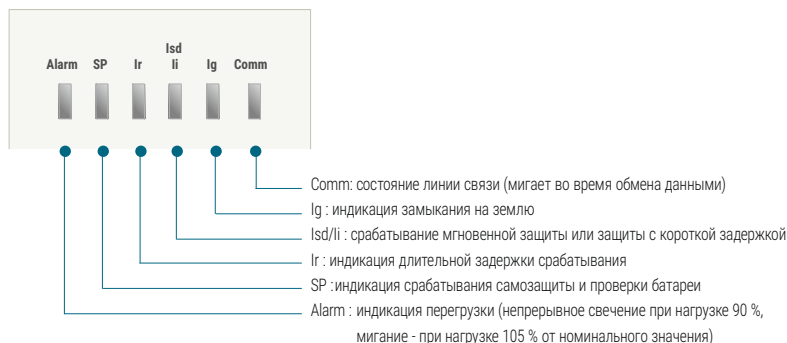 Isd
Alarm SP Ir Ii Ig Comm
Comm: состояние линии связи (мигает во время обмена данными)
Ig : индикация замыкания на землю
Isd/Ii : срабатывание мгновенной защиты или защиты с короткой задержкой
Ir : индикация длительной задержки срабатывания
SP :индикация срабатывания самозащиты и проверки батареи
Alarm : индикация перегрузки (непрерывное свечение при нагрузке 90 %,
мигание - при нагрузке 105 % от номинального значения)